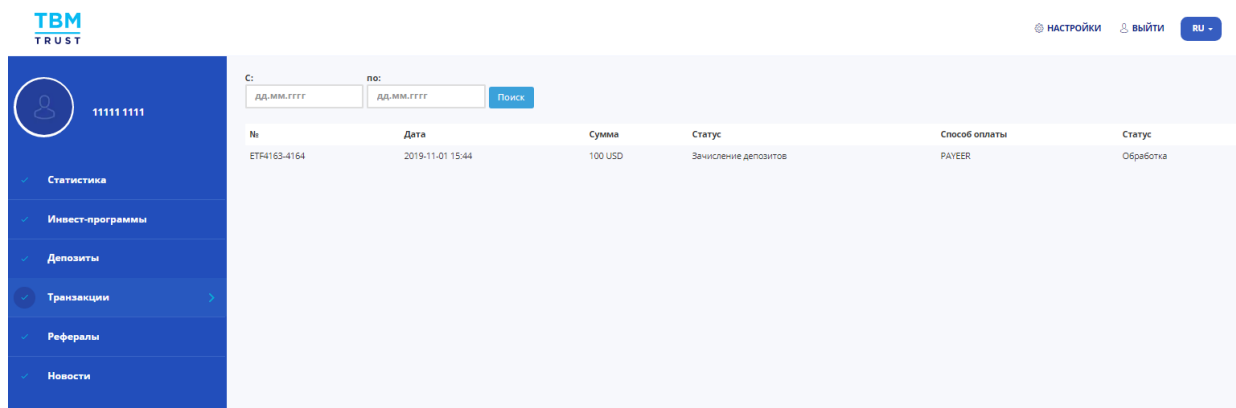 TBM
TRUST
НАСТРОЙКИ ВЫЙТИ RU
11111 1111
С: по:
дд.мм.гггг дд.мм.гггг Поиск
№ Дата Сумма Статус Способ оплаты Статус
ETF4163-4164 2019-11-01 15:44 100 USD Зачисление депозитов PAYEER Обработка
Статистика
Инвест-программы
Депозиты
Транзакции
Рефералы
Новости